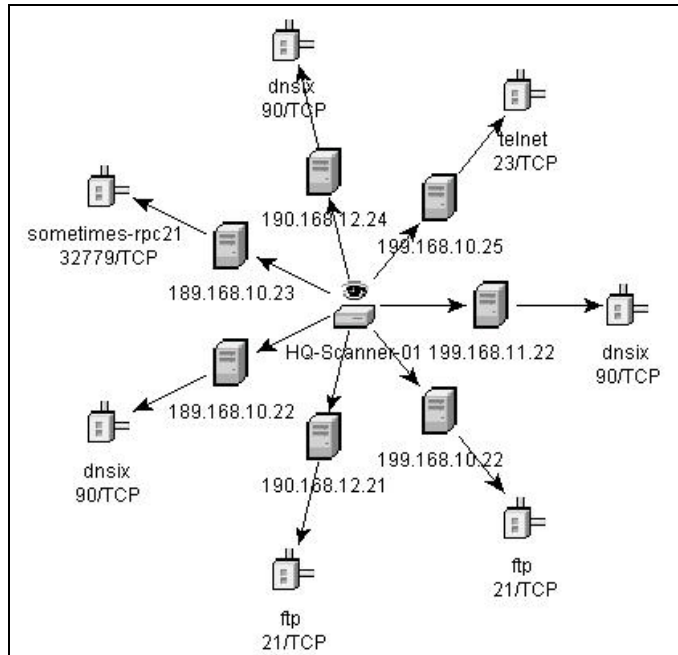 dnsix
90/TCP
telnet
23/TCP
190.168.12.24
199.168.10.25
sometimes-rpc21
32779/TCP
189.168.10.23
HQ-Scanner-01
199.168.11.22
dnsix
90/TCP
189.168.10.22
199.168.10.22
dnsix
90/TCP
190.168.12.21
ftp
21/TCP
ftp
21/TCP